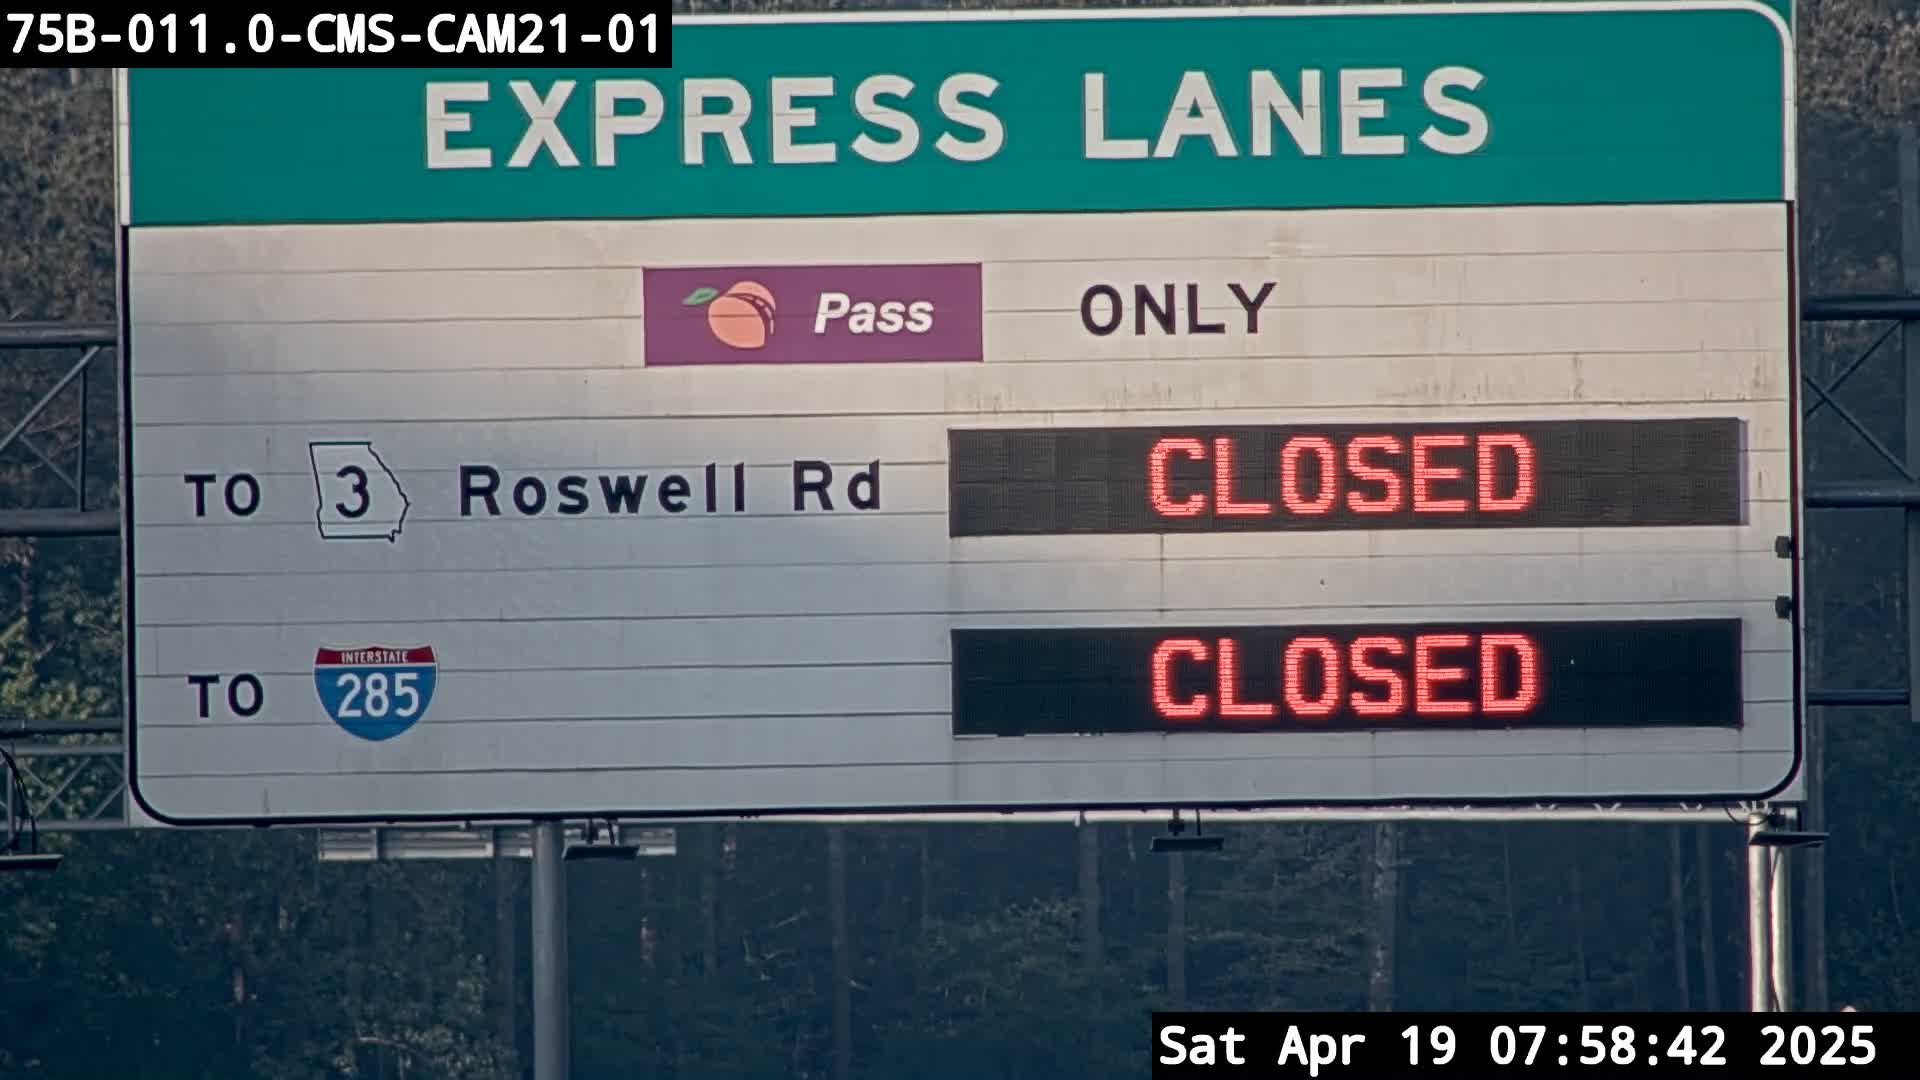 75B-011.0-CMS-CAM21-01
EXPRESS LANES
Pass ONLY
TO 3 Roswell Rd CLOSED
TO INTERSTATE 285 CLOSED
Sat Apr 19 07:58:42 2025